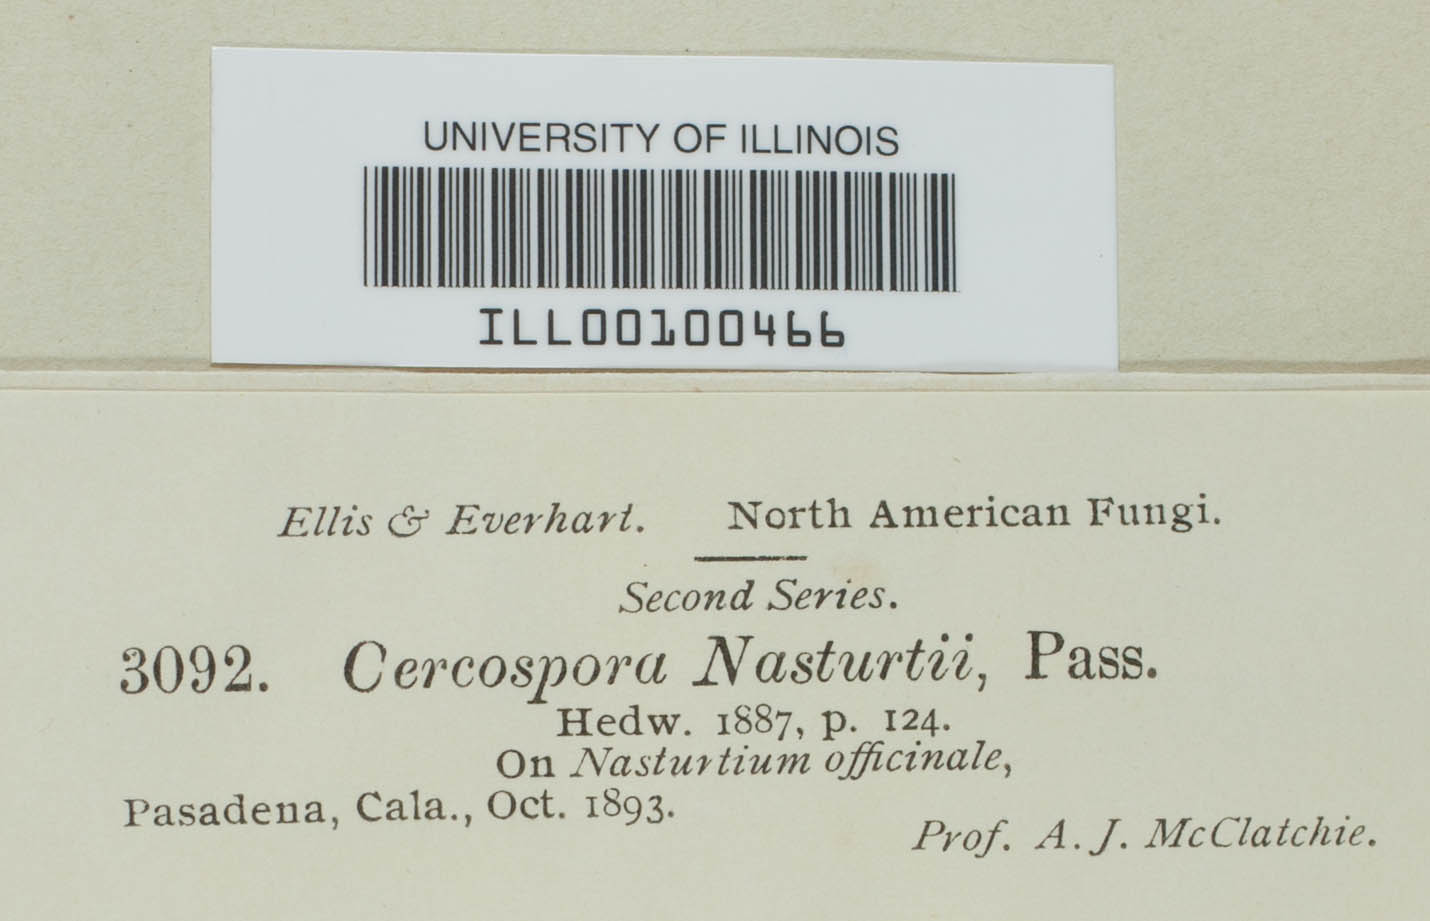 UNIVERSITY OF ILLINOIS
ILL00100466
Ellis & Everhart. North American Fungi.
Second Series.
3092. Cercospora Nasturtii, Pass.
Hedw. 1887, p. 124.
On Nasturtium officinale,
Pasadena, Cala., Oct. 1893.
Prof. A. J. McClatchie.